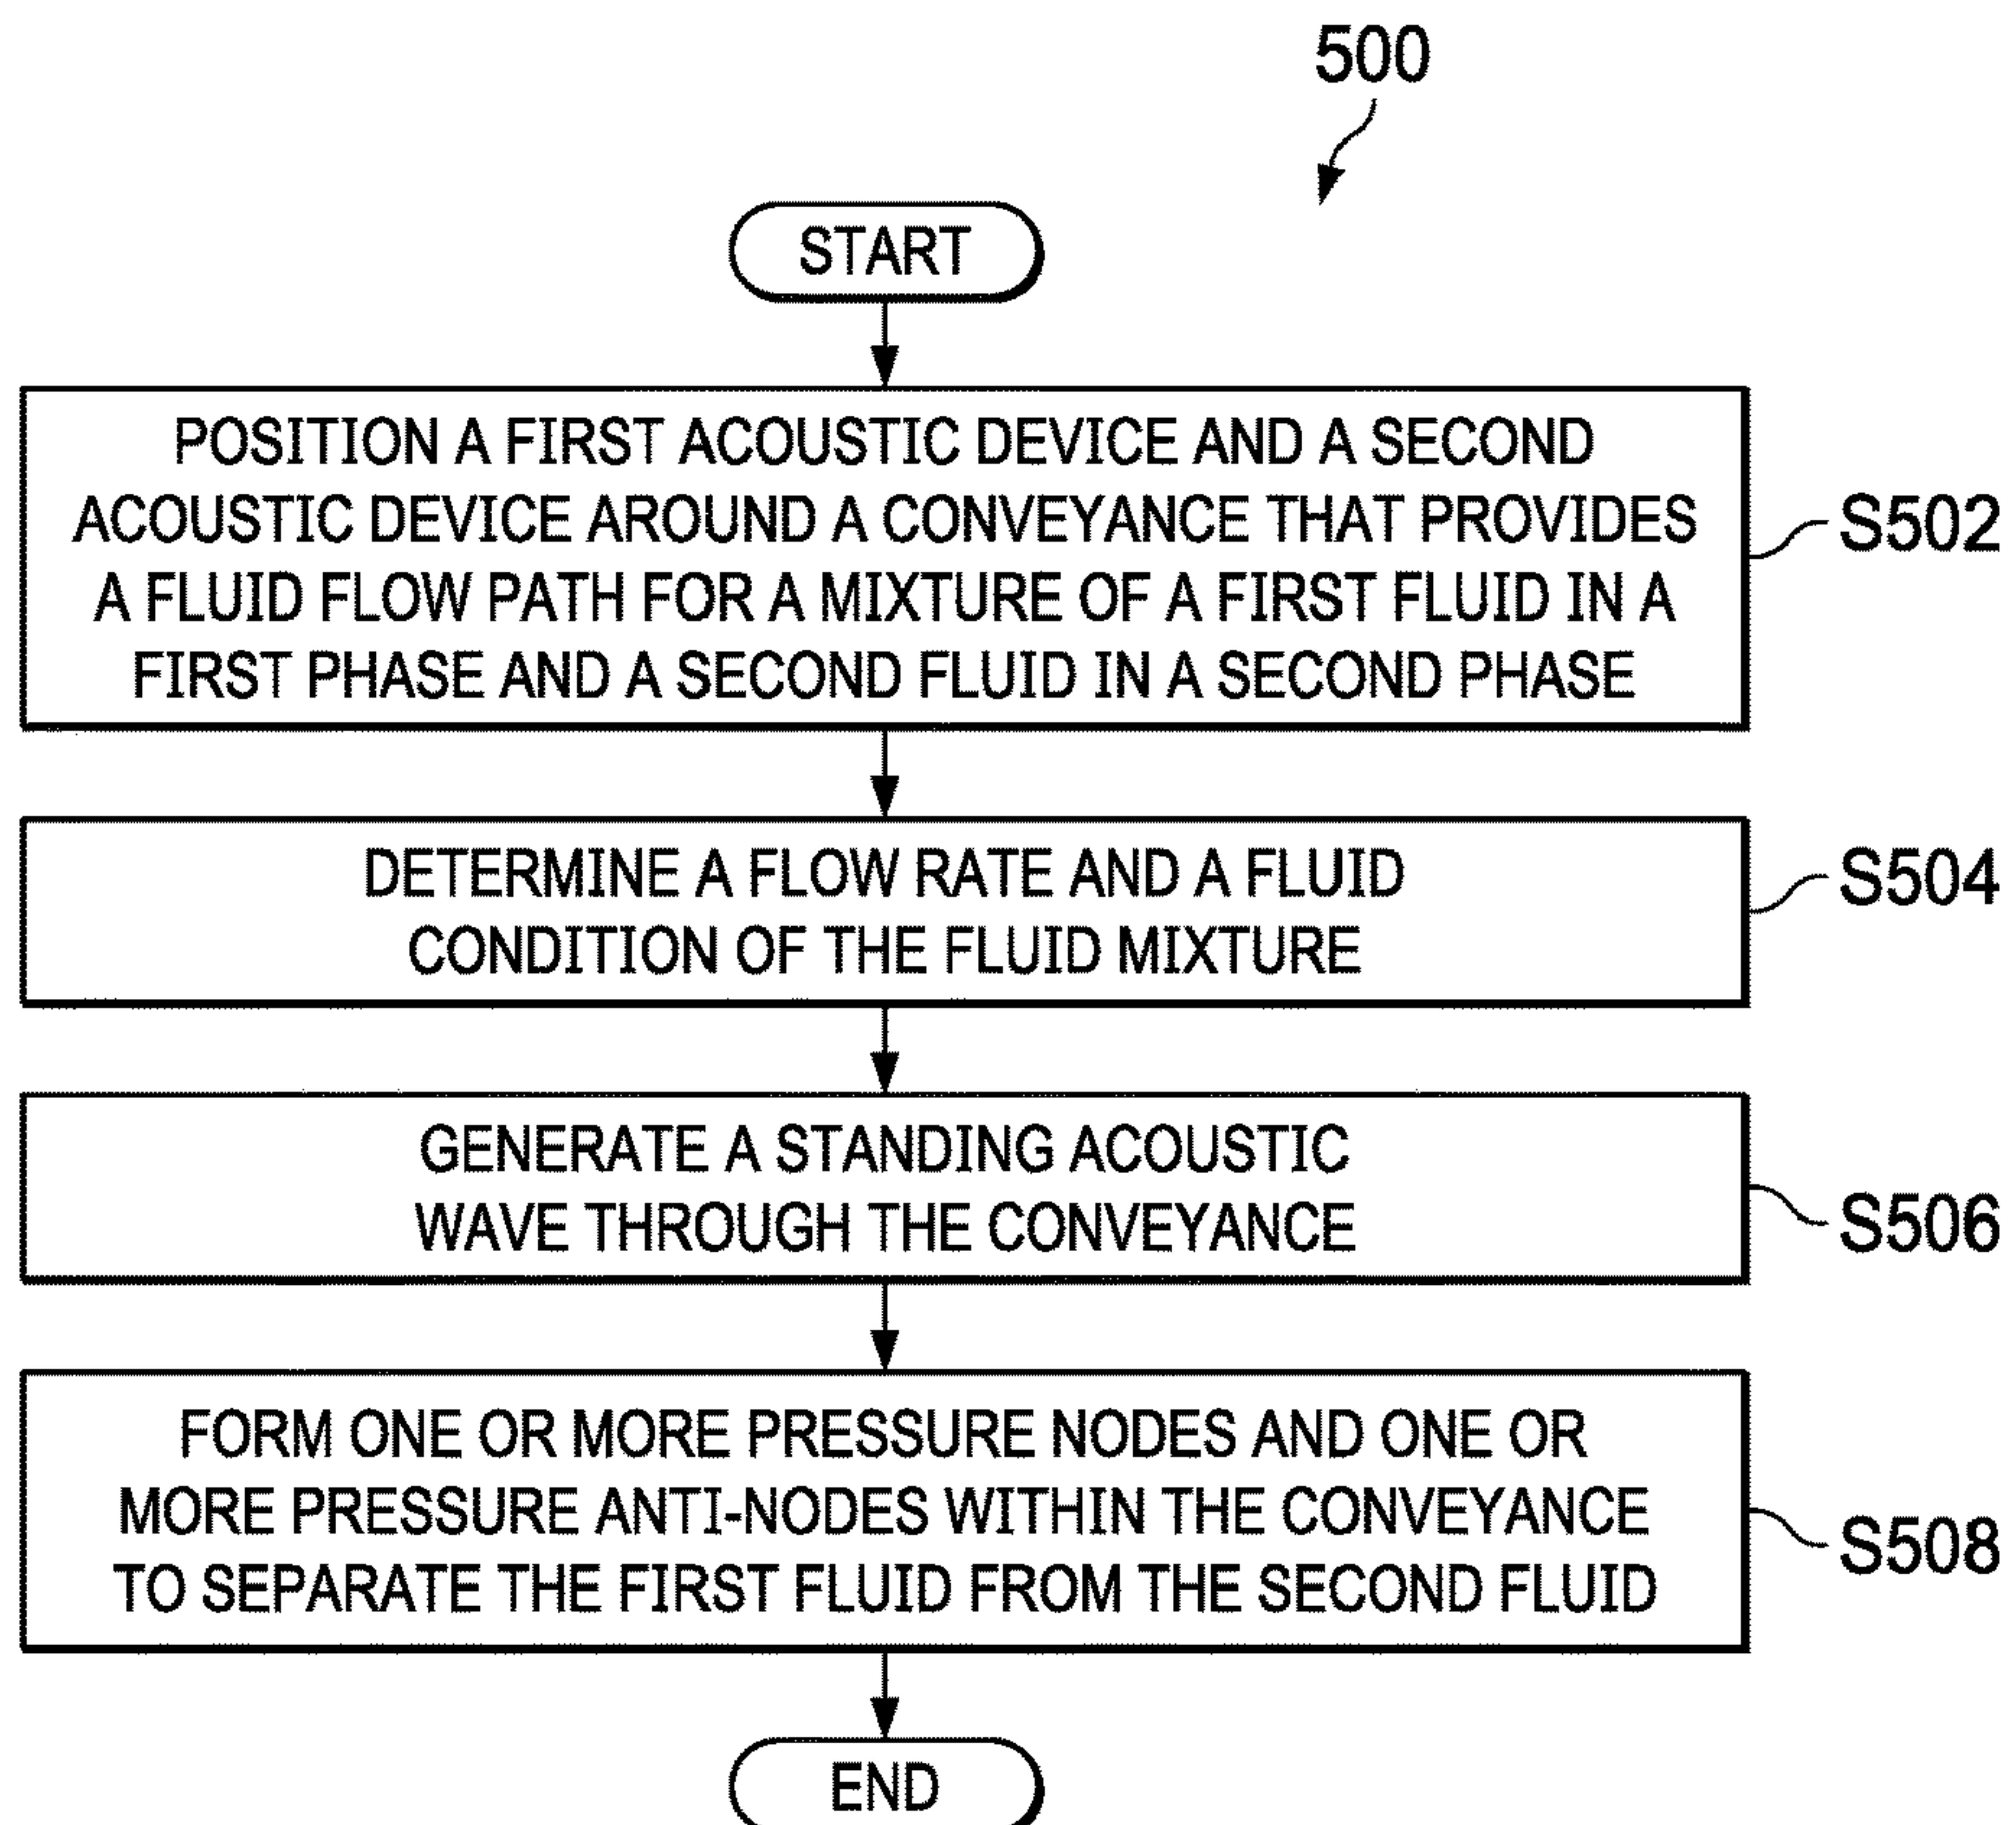 500
START
POSITION A FIRST ACOUSTIC DEVICE AND A SECOND
ACOUSTIC DEVICE AROUND A CONVEYANCE THAT PROVIDES
A FLUID FLOW PATH FOR A MIXTURE OF A FIRST FLUID IN A
FIRST PHASE AND A SECOND FLUID IN A SECOND PHASE
S502
DETERMINE A FLOW RATE AND A FLUID
CONDITION OF THE FLUID MIXTURE
S504
GENERATE A STANDING ACOUSTIC
WAVE THROUGH THE CONVEYANCE
S506
FORM ONE OR MORE PRESSURE NODES AND ONE OR
MORE PRESSURE ANTI-NODES WITHIN THE CONVEYANCE
TO SEPARATE THE FIRST FLUID FROM THE SECOND FLUID
S508
END